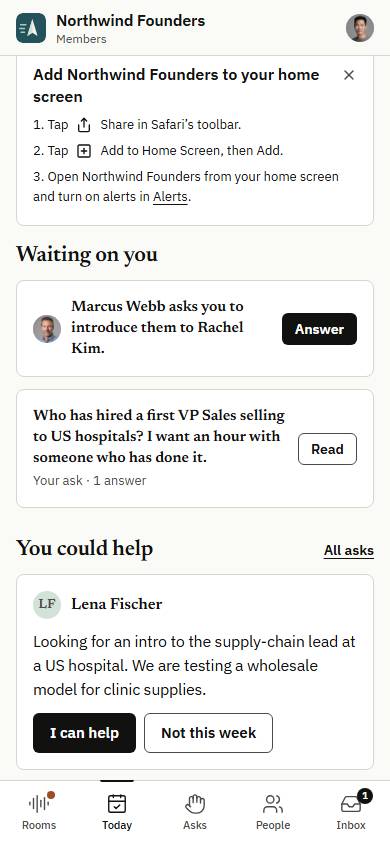 Northwind Founders
Members
Add Northwind Founders to your home
screen
1. Tap Share in Safari's toolbar.
2. Tap Add to Home Screen, then Add.
3. Open Northwind Founders from your home screen
and turn on alerts in Alerts.
Waiting on you
Marcus Webb asks you to
introduce them to Rachel
Kim.
Answer
Who has hired a first VP Sales selling
to US hospitals? I want an hour with
someone who has done it.
Your ask · 1 answer
Read
You could help
All asks
LF
Lena Fischer
Looking for an intro to the supply-chain lead at
a US hospital. We are testing a wholesale
model for clinic supplies.
I can help
Not this week
1
Rooms
Today
Asks
People
Inbox